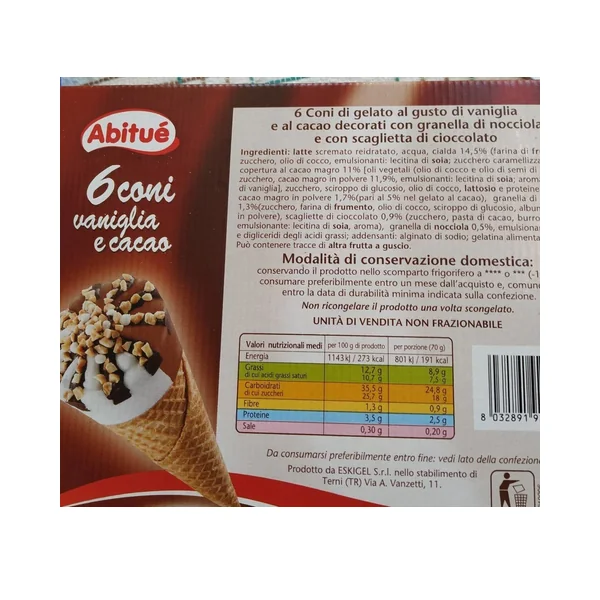 Abitué
6 coni
vaniglia
e cacao
6 Coni di gelato al gusto di vaniglia
e al cacao decorati con granella di nocciola
e con scaglietta di cioccolato
Ingredienti: latte scremato reidratato, acqua, cialda 14,5% (farina di fr
zucchero, olio di cocco, emulsionanti: lecitina di soia; zucchero caramellizza
copertura al cacao magro 11% [oli vegetali (olio di cocco e olio di semi di
zucchero, cacao magro in polvere 11,9%, emulsionanti: lecitina di soia; aroma
di vaniglia], zucchero, sciroppo di glucosio, olio di cocco, lattosio e proteine
cacao magro in polvere 1,7%(pari al 5% nel gelato al cacao), granella di
1,3%(zucchero, farina di frumento, olio di cocco, sciroppo di glucosio, album
in polvere), scagliette di cioccolato 0,9% (zucchero, pasta di cacao, burro
emulsionante: lecitina di soia, aroma), granella di nocciola 0,5%, emulsionas
e digliceridi degli acidi grassi; addensanti: alginato di sodio; gelatina alimenta
Può contenere tracce di altra frutta a guscio.
Modalità di conservazione domestica:
conservando il prodotto nello scomparto frigorifero a **** o *** (-1
consumare preferibilmente entro un mese dall'acquisto e, comun
entro la data di durabilità minima indicata sulla confezione.
Non ricongelare il prodotto una volta scongelato.
UNITÀ DI VENDITA NON FRAZIONABILE
Valori nutrizionali medi per 100 g di prodotto per porzione (70 g)
Energia 1143 kJ / 273 kcal 801 kJ / 191 kcal
Grassi 12,7 g 8,9 g
di cui acidi grassi saturi 10,7 g 7,5 g
Carboidrati 35,5 g 24,8 g
di cui zuccheri 25,7 g 18 g
Fibre 1,3 g 0,9 g
Proteine 3,5 g 2,5 g
Sale 0,30 g 0,20 g
8 032891 9
Da consumarsi preferibilmente entro fine: vedi lato della confezione
Prodotto da ESKIGEL S.r.l. nello stabilimento di
Terni (TR) Via A. Vanzetti, 11.